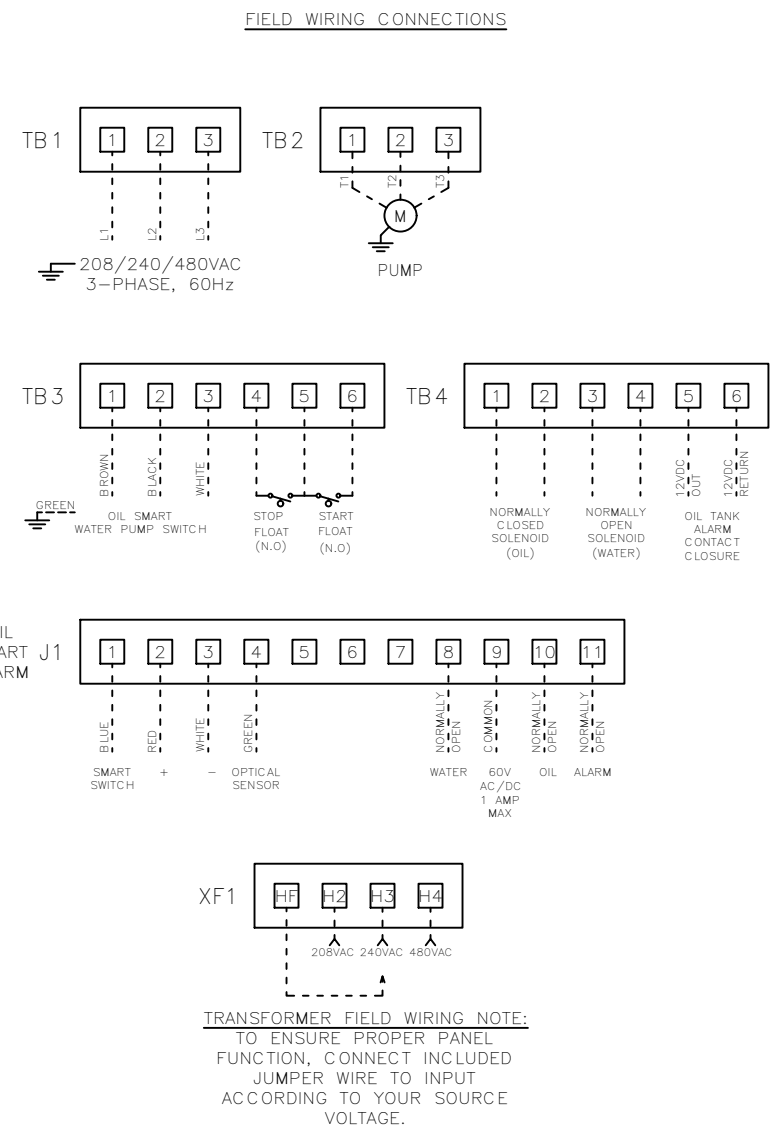 FIELD WIRING CONNECTIONS
TB1
1 2 3
L1 L2 L3
208/240/480VAC
3-PHASE, 60Hz
TB2
1 2 3
T1 T2 T3
M
PUMP
TB3
1 2 3 4 5 6
BROWN
BLACK
WHITE
GREEN
OIL SMART
WATER PUMP SWITCH
STOP
FLOAT
(N.O)
START
FLOAT
(N.O)
TB4
1 2 3 4 5 6
12VDC
OUT
12VDC
RETURN
NORMALLY
CLOSED
SOLENOID
(OIL)
NORMALLY
OPEN
SOLENOID
(WATER)
OIL TANK
ALARM
CONTACT
CLOSURE
IL
ART
ARM
J1
1 2 3 4 5 6 7 8 9 10 11
BLUE
RED
WHITE
GREEN
NORMALLY
OPEN
COMMON
NORMALLY
OPEN
NORMALLY
OPEN
SMART
SWITCH
+
-
OPTICAL
SENSOR
WATER
60V
AC/DC
1 AMP
MAX
OIL
ALARM
XF1
HF H2 H3 H4
208VAC 240VAC 480VAC
TRANSFORMER FIELD WIRING NOTE:
TO ENSURE PROPER PANEL
FUNCTION, CONNECT INCLUDED
JUMPER WIRE TO INPUT
ACCORDING TO YOUR SOURCE
VOLTAGE.